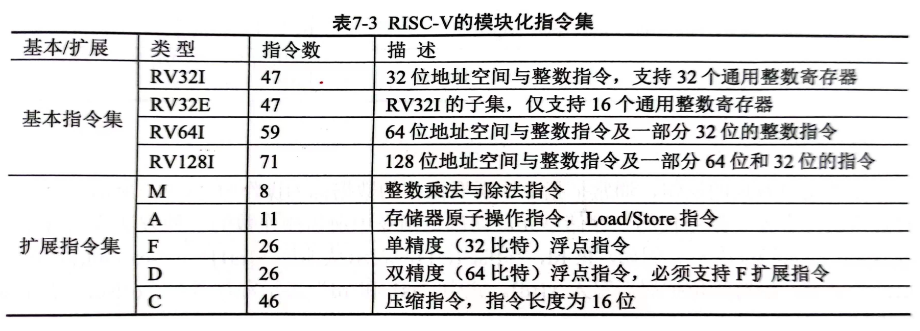 表7-3 RISC-V的模块化指令集
基本/扩展 类 型 指令数 描 述
基本指令集
RV32I 47 32 位地址空间与整数指令，支持 32 个通用整数寄存器
RV32E 47 RV32I 的子集，仅支持 16 个通用整数寄存器
RV64I 59 64 位地址空间与整数指令及一部分 32 位的整数指令
RV128I 71 128 位地址空间与整数指令及一部分 64 位和 32 位的指令
扩展指令集
M 8 整数乘法与除法指令
A 11 存储器原子操作指令，Load/Store 指令
F 26 单精度（32 比特）浮点指令
D 26 双精度（64 比特）浮点指令，必须支持 F 扩展指令
C 46 压缩指令，指令长度为 16 位